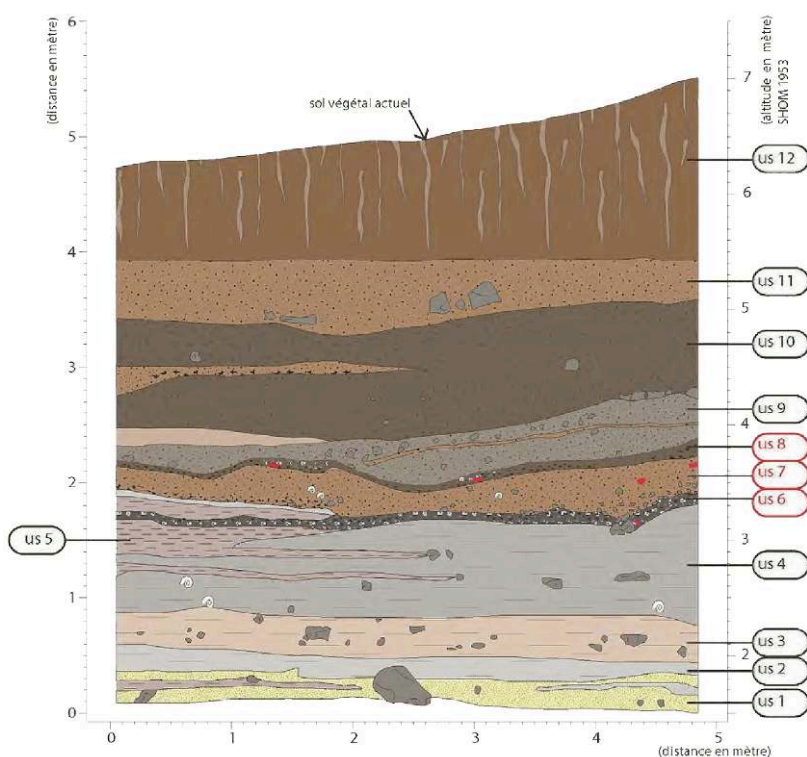 6
(distance en mètre)
5
4
3
2
1
0
sol végétal actuel
7
(altitude en mètre)
SHOM 1953
6
5
4
3
2
us 12
us 11
us 10
us 9
us 8
us 7
us 6
us 5
us 4
us 3
us 2
us 1
0
1
2
3
4
5
(distance en mètre)